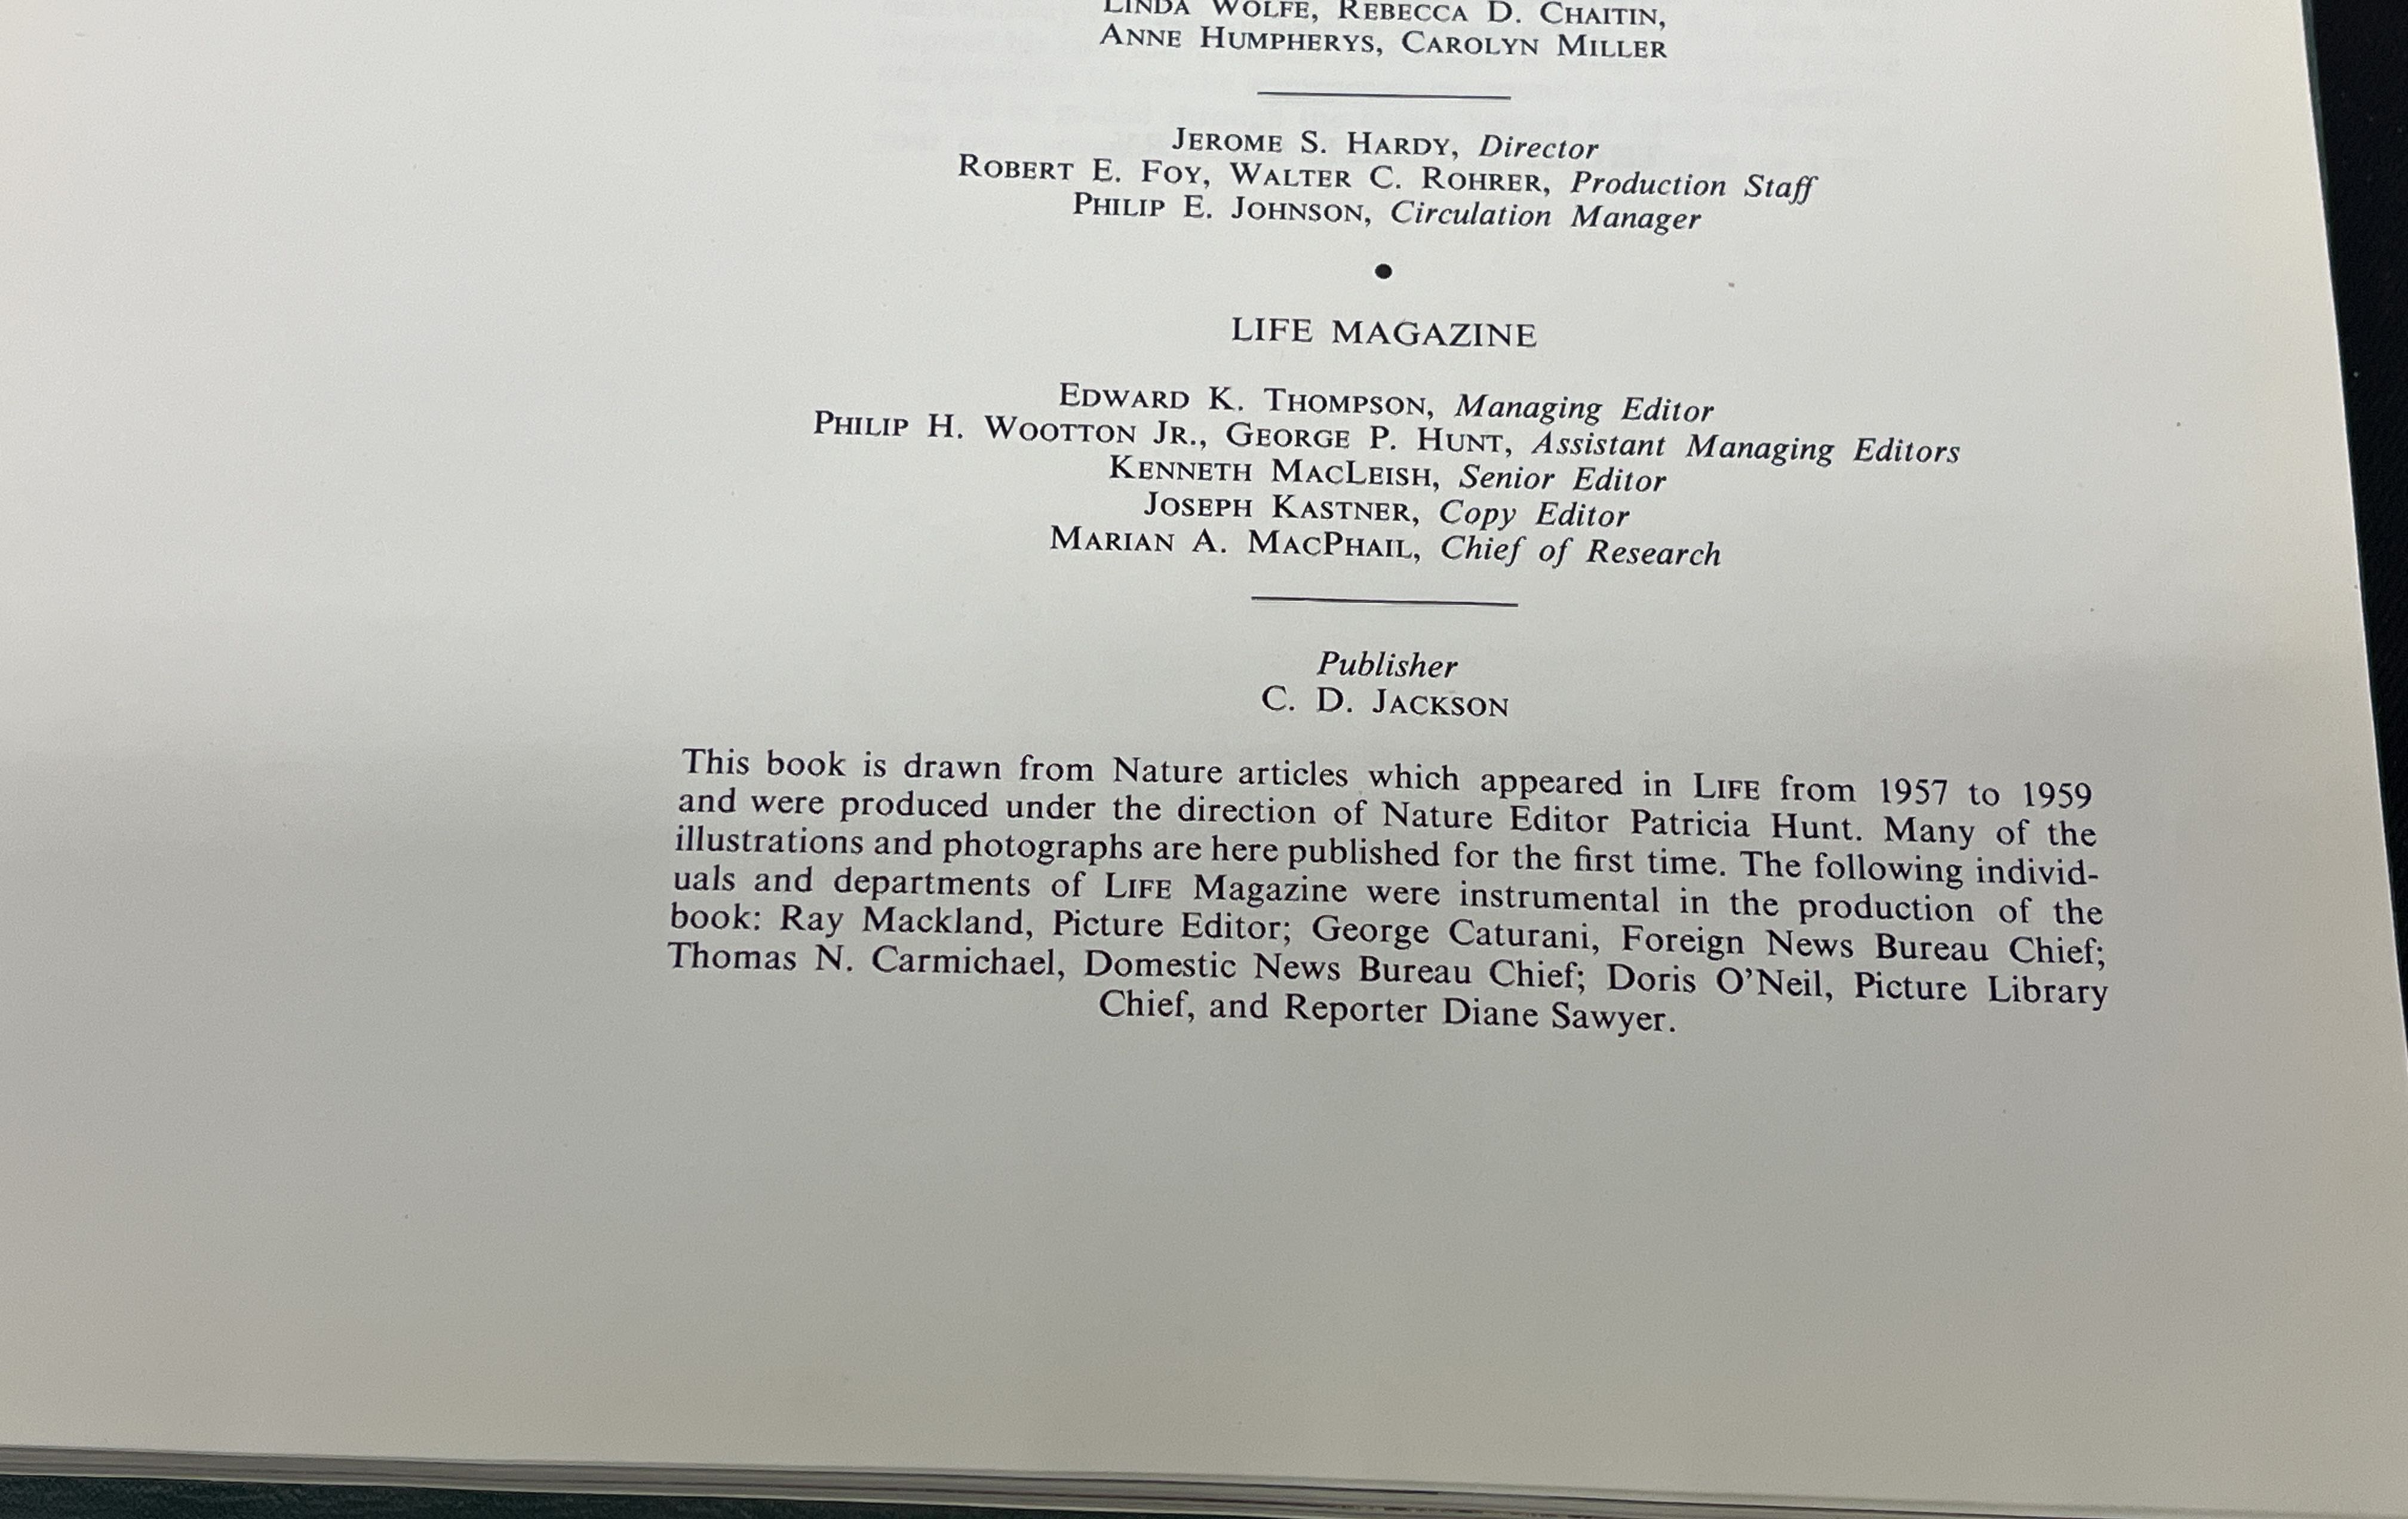 LINDA WOLFE, REBECCA D. CHAITIN,
ANNE HUMPHERYS, CAROLYN MILLER
JEROME S. HARDY, Director
ROBERT E. FOY, WALTER C. ROHRER, Production Staff
PHILIP E. JOHNSON, Circulation Manager
•
LIFE MAGAZINE
EDWARD K. THOMPSON, Managing Editor
PHILIP H. WOOTTON JR., GEORGE P. HUNT, Assistant Managing Editors
KENNETH MACLEISH, Senior Editor
JOSEPH KASTNER, Copy Editor
MARIAN A. MACPHAIL, Chief of Research
Publisher
C. D. JACKSON
This book is drawn from Nature articles which appeared in LIFE from 1957 to 1959
and were produced under the direction of Nature Editor Patricia Hunt. Many of the
illustrations and photographs are here published for the first time. The following individ-
uals and departments of LIFE Magazine were instrumental in the production of the
book: Ray Mackland, Picture Editor; George Caturani, Foreign News Bureau Chief;
Thomas N. Carmichael, Domestic News Bureau Chief; Doris O'Neil, Picture Library
Chief, and Reporter Diane Sawyer.